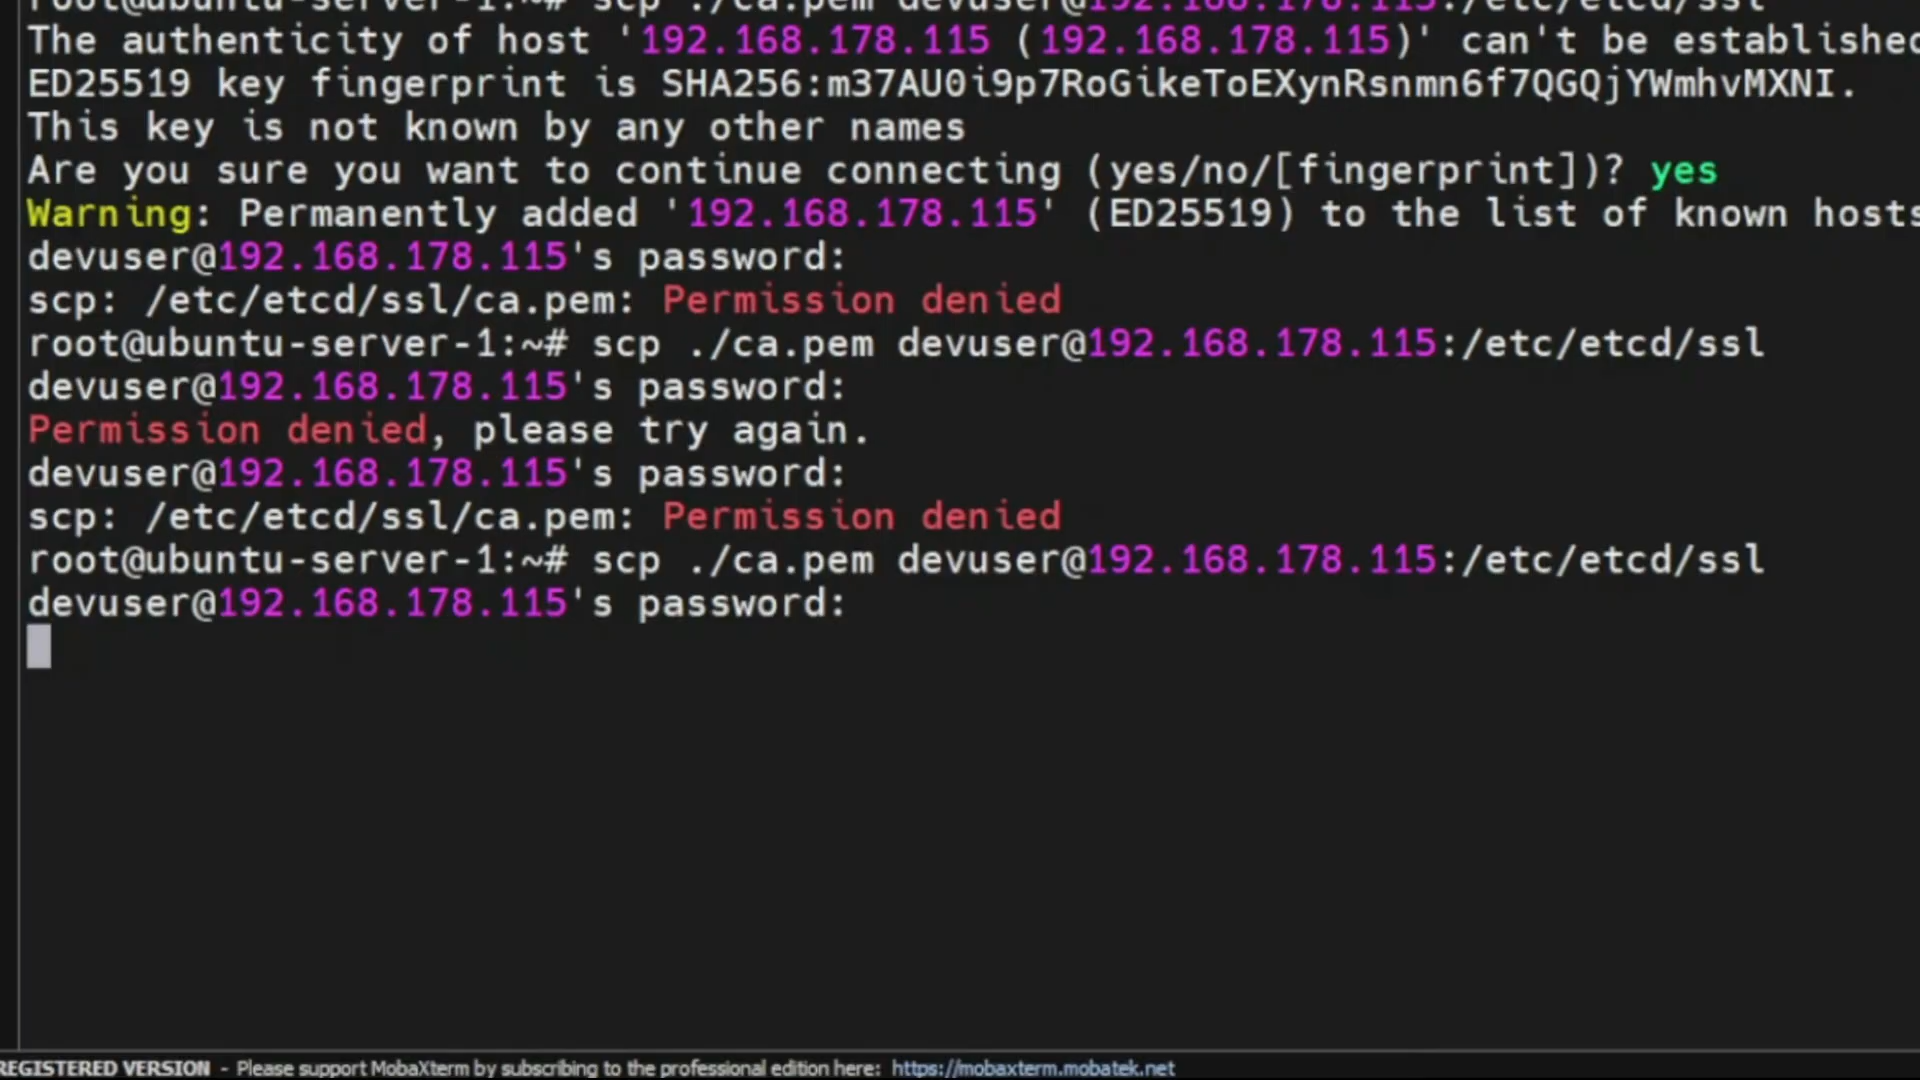 root@ubuntu-server-1:~# scp ./ca.pem devuser@192.168.178.115:/etc/etcd/ssl
The authenticity of host '192.168.178.115 (192.168.178.115)' can't be established
ED25519 key fingerprint is SHA256:m37AU0i9p7RoGikeToEXynRsnmn6f7QGQjYWmhvMXNI.
This key is not known by any other names
Are you sure you want to continue connecting (yes/no/[fingerprint])? yes
Warning: Permanently added '192.168.178.115' (ED25519) to the list of known hosts
devuser@192.168.178.115's password:
scp: /etc/etcd/ssl/ca.pem: Permission denied
root@ubuntu-server-1:~# scp ./ca.pem devuser@192.168.178.115:/etc/etcd/ssl
devuser@192.168.178.115's password:
Permission denied, please try again.
devuser@192.168.178.115's password:
scp: /etc/etcd/ssl/ca.pem: Permission denied
root@ubuntu-server-1:~# scp ./ca.pem devuser@192.168.178.115:/etc/etcd/ssl
devuser@192.168.178.115's password:
REGISTERED VERSION - Please support MobaXterm by subscribing to the professional edition here: https://mobaxterm.mobatek.net